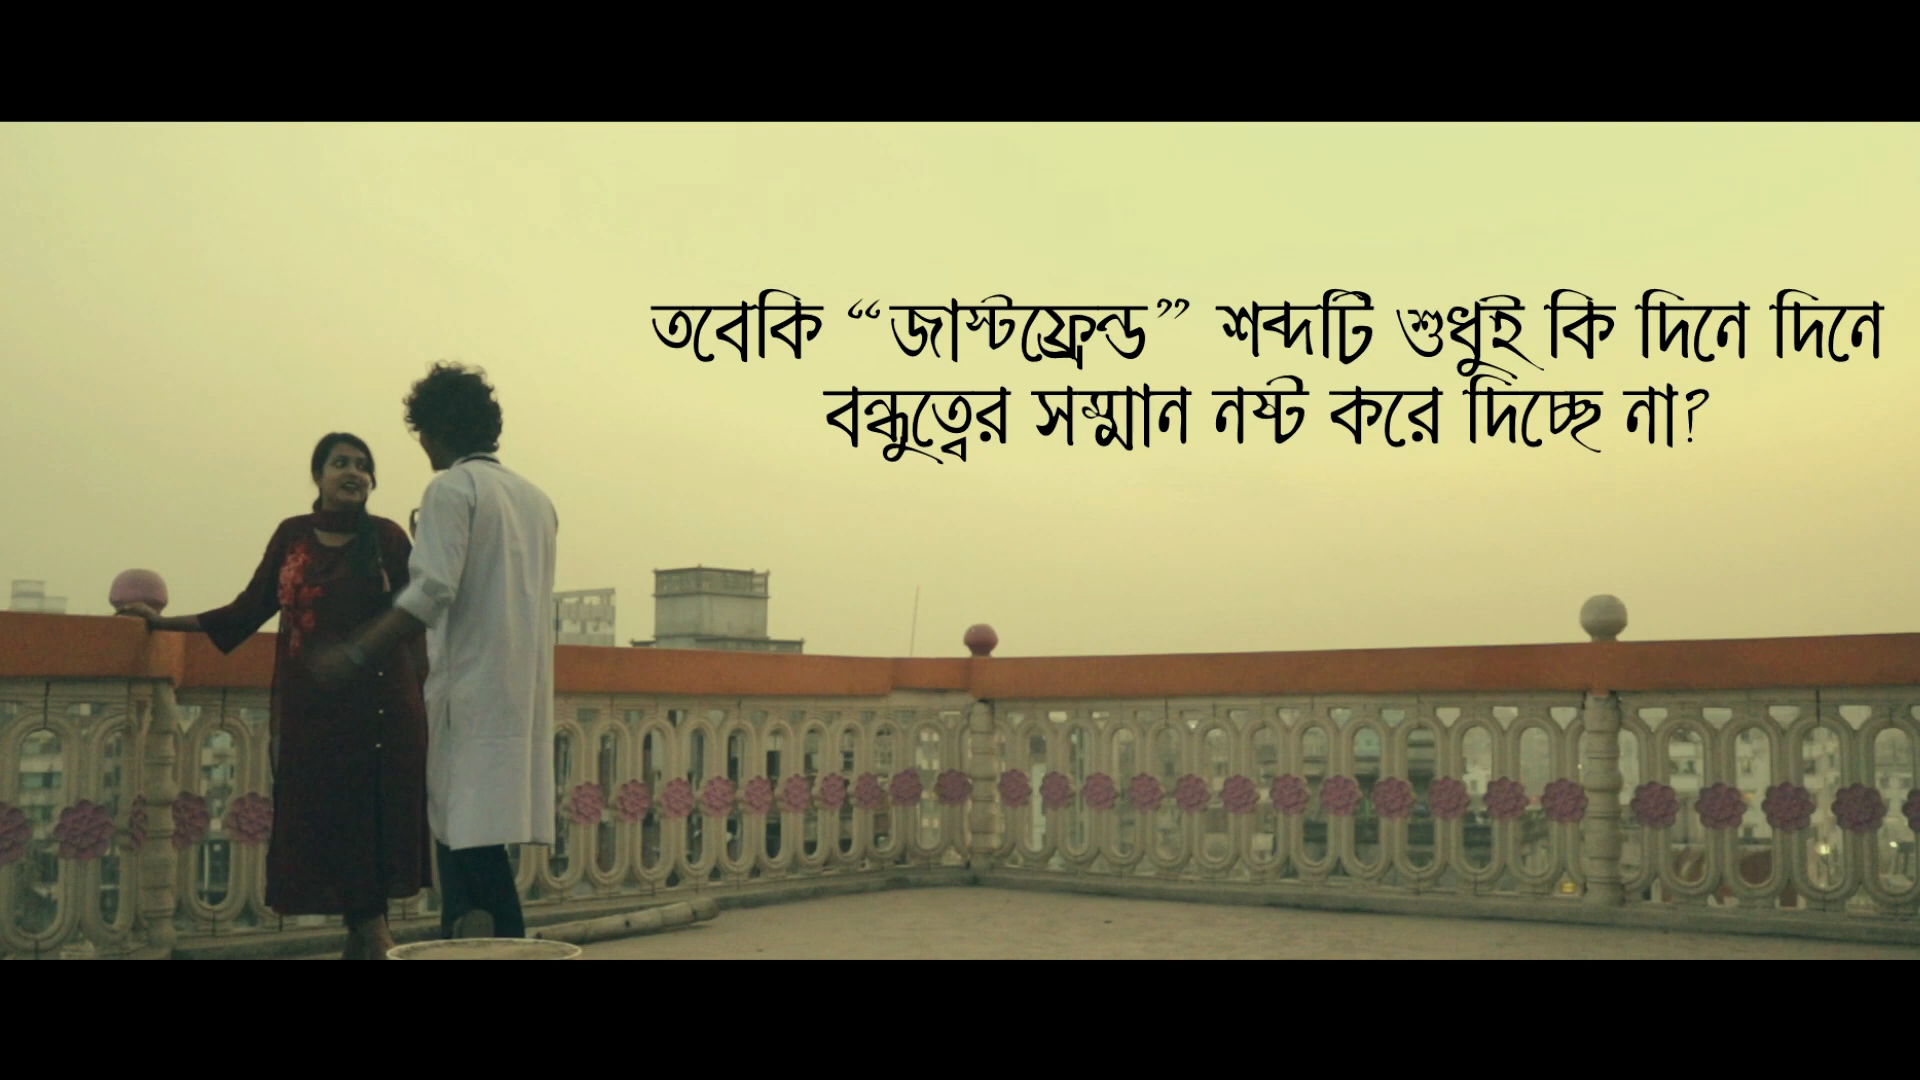 তবেকি “জাস্টফ্রেন্ড” শব্দটি শুধুই কি দিনে দিনে
বন্ধুত্বের সম্মান নষ্ট করে দিচ্ছে না?